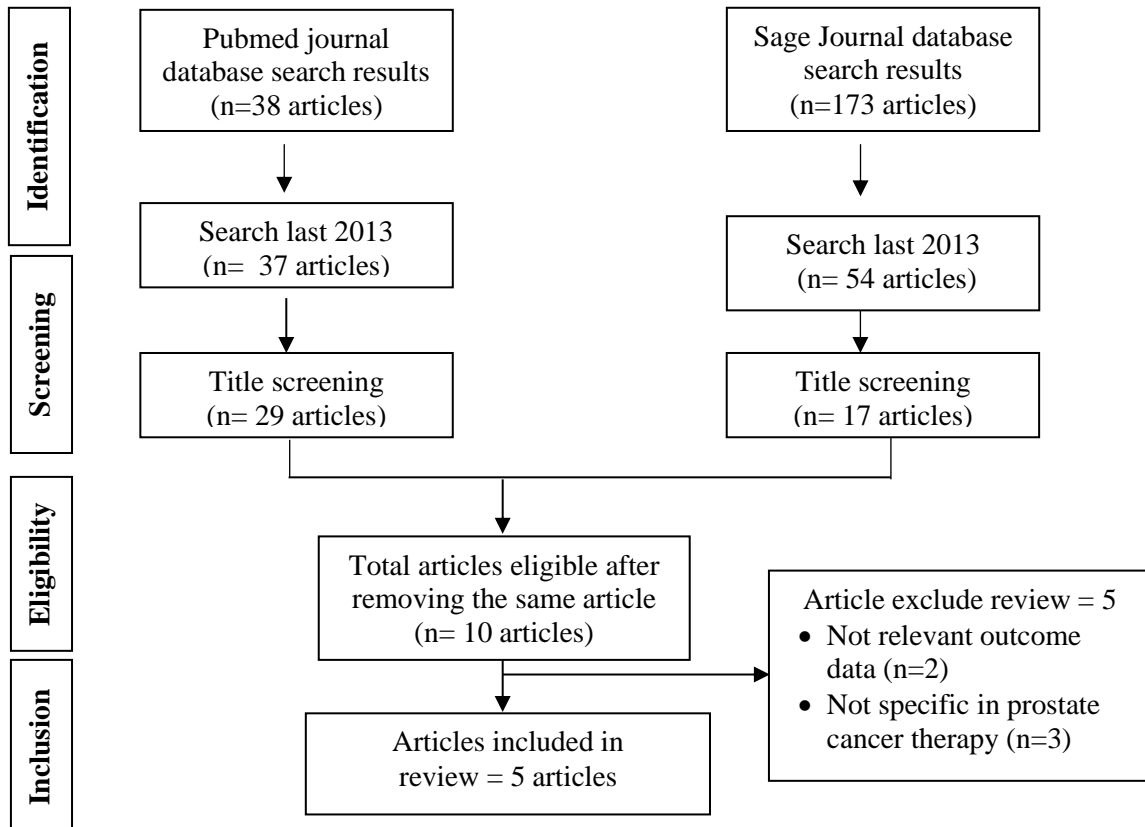 Identification
Pubmed journal
database search results
(n=38 articles)
Sage Journal database
search results
(n=173 articles)
Search last 2013
(n=  37 articles)
Search last 2013
(n= 54 articles)
Screening
Title screening
(n= 29 articles)
Title screening
(n= 17 articles)
Eligibility
Total articles eligible after
removing the same article
(n= 10 articles)
Article exclude review = 5
• Not relevant outcome
data (n=2)
• Not specific in prostate
cancer therapy (n=3)
Inclusion
Articles included in
review = 5 articles